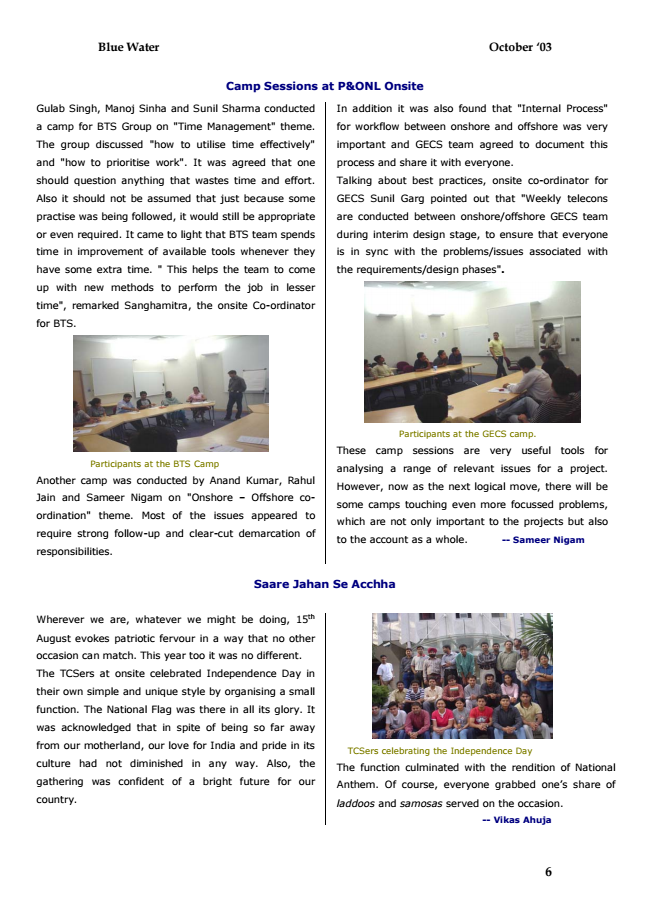 Blue Water October ‘03
Camp Sessions at P&ONL Onsite
Gulab Singh, Manoj Sinha and Sunil Sharma conducted
a camp for BTS Group on "Time Management" theme.
The group discussed "how to utilise time effectively"
and "how to prioritise work". It was agreed that one
should question anything that wastes time and effort.
Also it should not be assumed that just because some
practise was being followed, it would still be appropriate
or even required. It came to light that BTS team spends
time in improvement of available tools whenever they
have some extra time. " This helps the team to come
up with new methods to perform the job in lesser
time", remarked Sanghamitra, the onsite Co-ordinator
for BTS.
Participants at the BTS Camp
Another camp was conducted by Anand Kumar, Rahul
Jain and Sameer Nigam on "Onshore – Offshore co-
ordination" theme. Most of the issues appeared to
require strong follow-up and clear-cut demarcation of
responsibilities.
In addition it was also found that "Internal Process"
for workflow between onshore and offshore was very
important and GECS team agreed to document this
process and share it with everyone.
Talking about best practices, onsite co-ordinator for
GECS Sunil Garg pointed out that "Weekly telecons
are conducted between onshore/offshore GECS team
during interim design stage, to ensure that everyone
is in sync with the problems/issues associated with
the requirements/design phases".
Participants at the GECS camp.
These camp sessions are very useful tools for
analysing a range of relevant issues for a project.
However, now as the next logical move, there will be
some camps touching even more focussed problems,
which are not only important to the projects but also
to the account as a whole. -- Sameer Nigam
Saare Jahan Se Acchha
Wherever we are, whatever we might be doing, 15th
August evokes patriotic fervour in a way that no other
occasion can match. This year too it was no different.
The TCSers at onsite celebrated Independence Day in
their own simple and unique style by organising a small
function. The National Flag was there in all its glory. It
was acknowledged that in spite of being so far away
from our motherland, our love for India and pride in its
culture had not diminished in any way. Also, the
gathering was confident of a bright future for our
country.
TCSers celebrating the Independence Day
The function culminated with the rendition of National
Anthem. Of course, everyone grabbed one’s share of
laddoos and samosas served on the occasion.
-- Vikas Ahuja
6